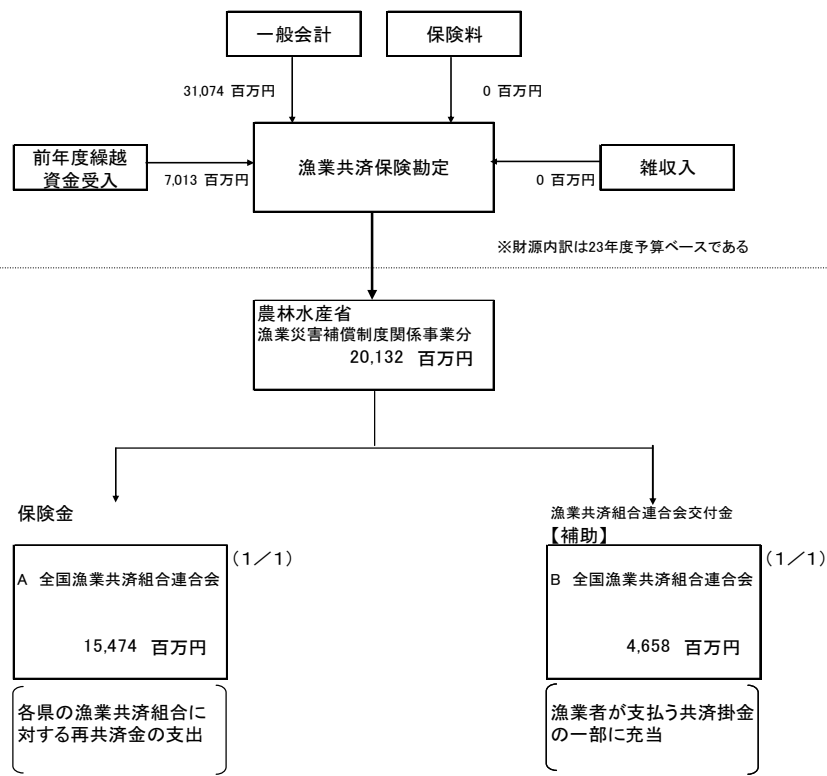 一般会計
保険料
31,074 百万円
0 百万円
前年度繰越
資金受入
7,013 百万円
漁業共済保険勘定
0 百万円
雑収入
※財源内訳は23年度予算ベースである
農林水産省
漁業災害補償制度関係事業分
20,132 百万円
保険金
漁業共済組合連合会交付金
【補助】
A 全国漁業共済組合連合会
(1/1)
15,474 百万円
B 全国漁業共済組合連合会
(1/1)
4,658 百万円
各県の漁業共済組合に
対する再共済金の支出
漁業者が支払う共済掛金
の一部に充当